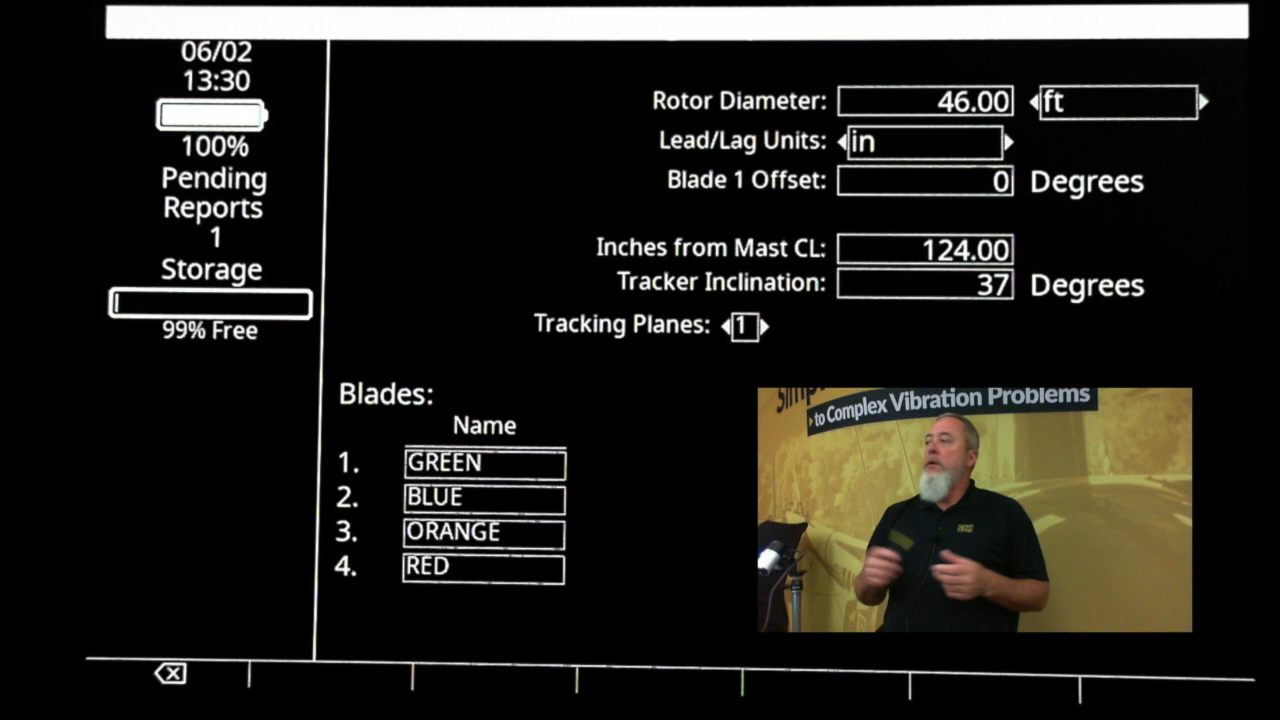 06/02
13:30
100%
Pending
Reports
1
Storage
99% Free
Rotor Diameter: 46.00 ft
Lead/Lag Units: in
Blade 1 Offset: 0 Degrees
Inches from Mast CL: 124.00
Tracker Inclination: 37 Degrees
Tracking Planes: 1
Blades:
Name
1. GREEN
2. BLUE
3. ORANGE
4. RED
to Complex Vibration Problems